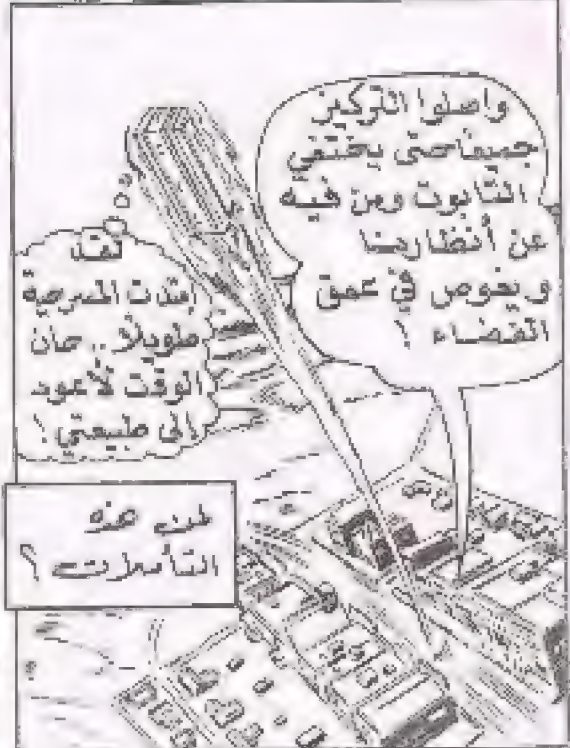 واصلوا التركيز
جميعاً حتى يختفي
التابوت ومن فيه
عن أنظارنا
ويغوص في عمق
الفضاء !
لقد
امتدت المسرحية
طويلاً.. حان
الوقت لأعود
إلى طبيعتي !
لمن هذه
التأملات ؟